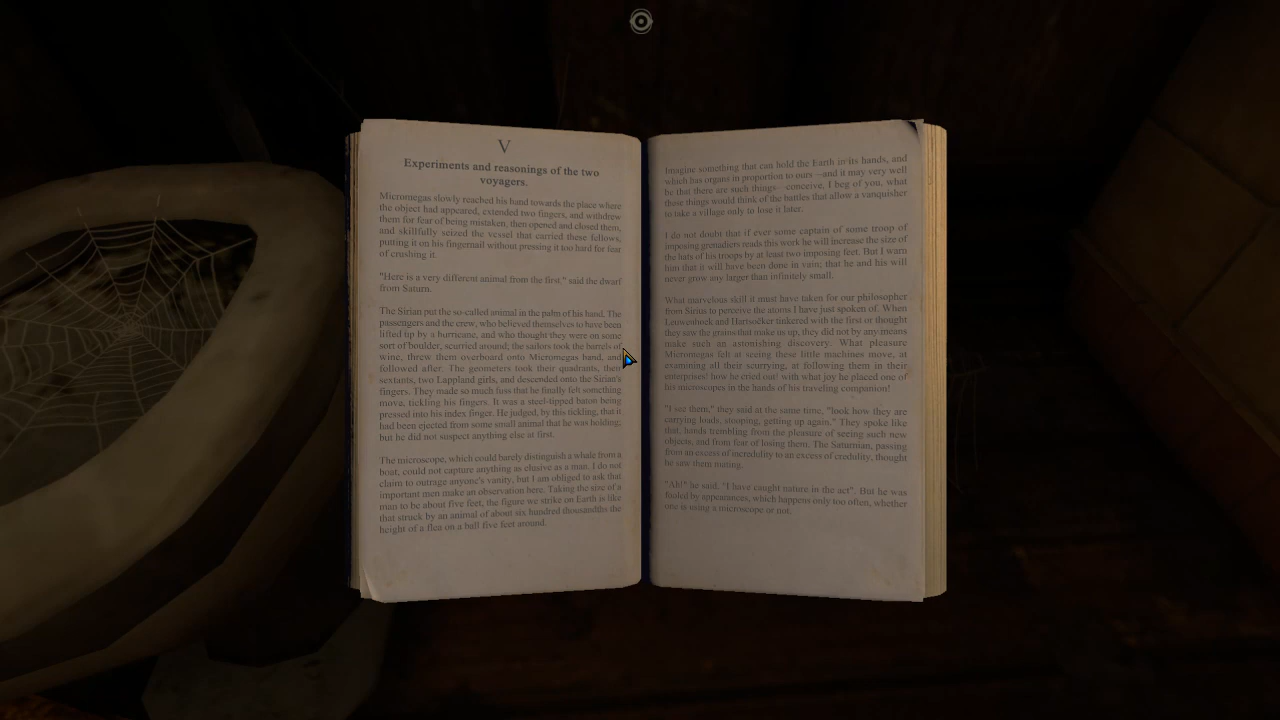 V
Experiments and reasonings of the two
voyagers.
Micromegas slowly reached his hand towards the place where
the object had appeared, extended two fingers, and withdrew
them for fear of being mistaken, then opened and closed them,
and skillfully seized the vessel that carried these fellows,
putting it on his fingernail without pressing it too hard for fear
of crushing it.
"Here is a very different animal from the first," said the dwarf
from Saturn.
The Sirian put the so-called animal in the palm of his hand. The
passengers and the crew, who believed themselves to have been
lifted up by a hurricane, and who thought they were on some
sort of boulder, scurried around; the sailors took the barrels of
wine, threw them overboard onto Micromegas hand, and
followed after. The geometers took their quadrants, their
sextants, two Lappland girls, and descended onto the Sirian's
fingers. They made so much fuss that he finally felt something
move, tickling his fingers. It was a steel-tipped baton being
pressed into his index finger. He judged, by this tickling, that it
had been ejected from some small animal that he was holding;
but he did not suspect anything else at first.
The microscope, which could barely distinguish a whale from a
boat, could not capture anything as elusive as a man. I do not
claim to outrage anyone's vanity, but I am obliged to ask that
important men make an observation here. Taking the size of a
man to be about five feet, the figure we strike on Earth is like
that struck by an animal of about six hundred thousandths the
height of a flea on a ball five feet around.
Imagine something that can hold the Earth in its hands, and
which has organs in proportion to ours—and it may very well
be that there are such things—conceive, I beg of you, what
these things would think of the battles that allow a vanquisher
to take a village only to lose it later.
I do not doubt that if ever some captain of some troop of
imposing grenadiers reads this work he will increase the size of
the hats of his troops by at least two imposing feet. But I warn
him that it will have been done in vain; that he and his will
never grow any larger than infinitely small.
What marvelous skill it must have taken for our philosopher
from Sirius to perceive the atoms I have just spoken of. When
Leuwenhoek and Hartsoëker tinkered with the first or thought
they saw the grains that make us up, they did not by any means
make such an astonishing discovery. What pleasure
Micromegas felt at seeing these little machines move, at
examining all their scurrying, at following them in their
enterprises! how he cried out! with what joy he placed one of
his microscopes in the hands of his traveling companion!
"I see them," they said at the same time, "look how they are
carrying loads, stooping, getting up again." They spoke like
that, hands trembling from the pleasure of seeing such new
objects, and from fear of losing them. The Saturnian, passing
from an excess of incredulity to an excess of credulity, thought
he saw them mating.
"Ah!" he said. "I have caught nature in the act". But he was
fooled by appearances, which happens only too often, whether
one is using a microscope or not.